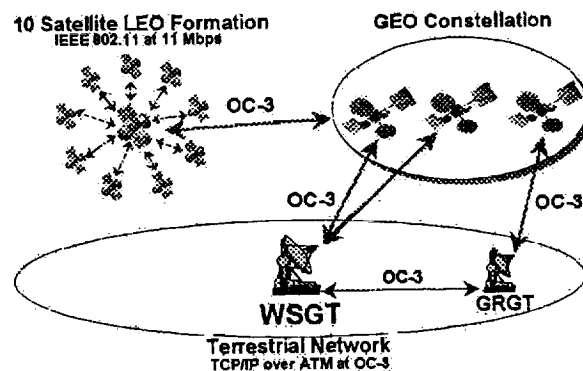 10 Satellite LEO Formation
IEEE 802.11 at 11 Mbps
GEO Constellation
OC-3
OC-3
OC-3
OC-3
WSGT
GRGT
Terrestrial Network
TCP/IP over ATM at OC-3